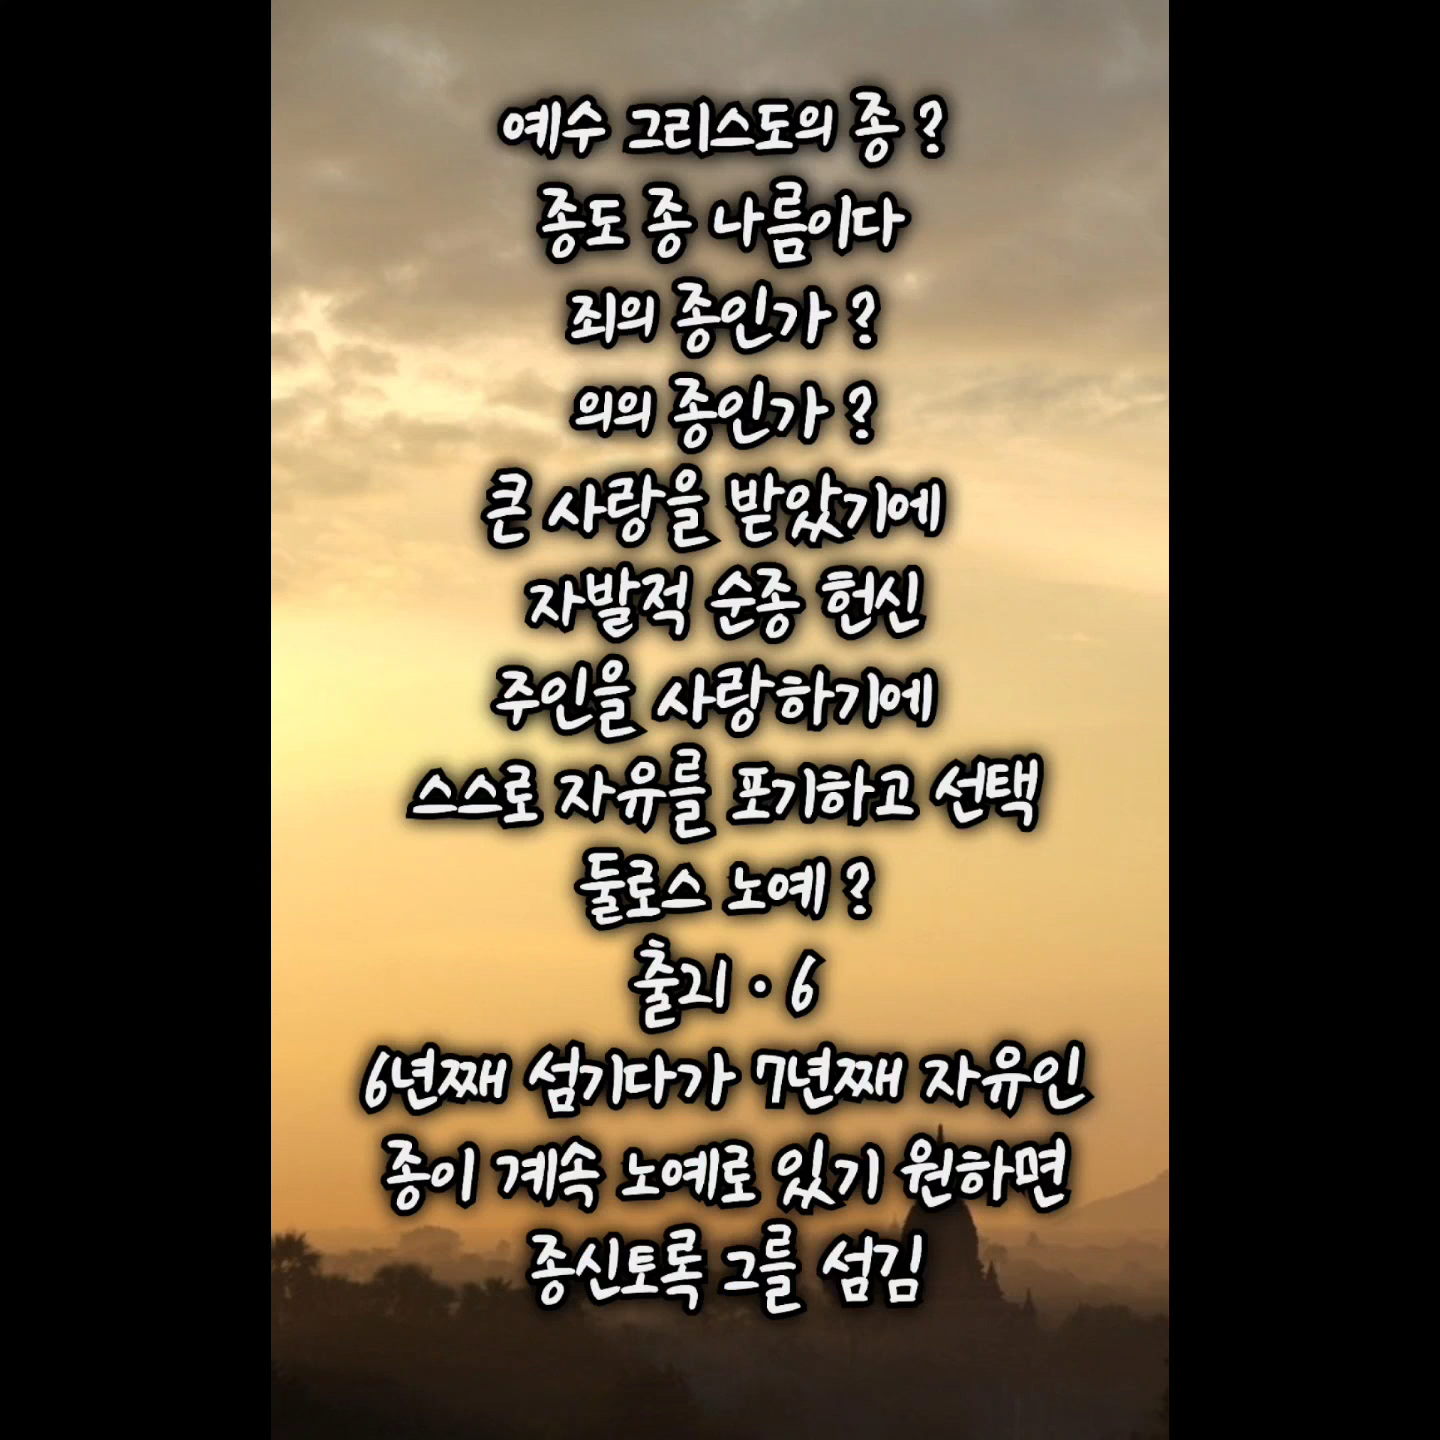 예수 그리스도의 종 ?
종도 종 나름이다
죄의 종인가 ?
의의 종인가 ?
큰 사랑을 받았기에
자발적 순종 헌신
주인을 사랑하기에
스스로 자유를 포기하고 선택
둘로스 노예 ?
출21 • 6
6년째 섬기다가 7년째 자유인
종이 계속 노예로 있기 원하면
종신토록 그를 섬김